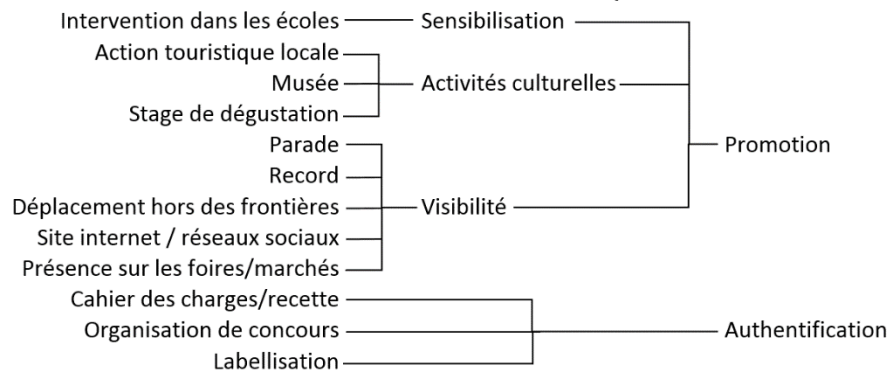 Intervention dans les écoles
Sensibilisation
Action touristique locale
Musée
Activités culturelles
Stage de dégustation
Parade
Promotion
Record
Déplacement hors des frontières
Visibilité
Site internet / réseaux sociaux
Présence sur les foires/marchés
Cahier des charges/recette
Organisation de concours
Authentification
Labellisation